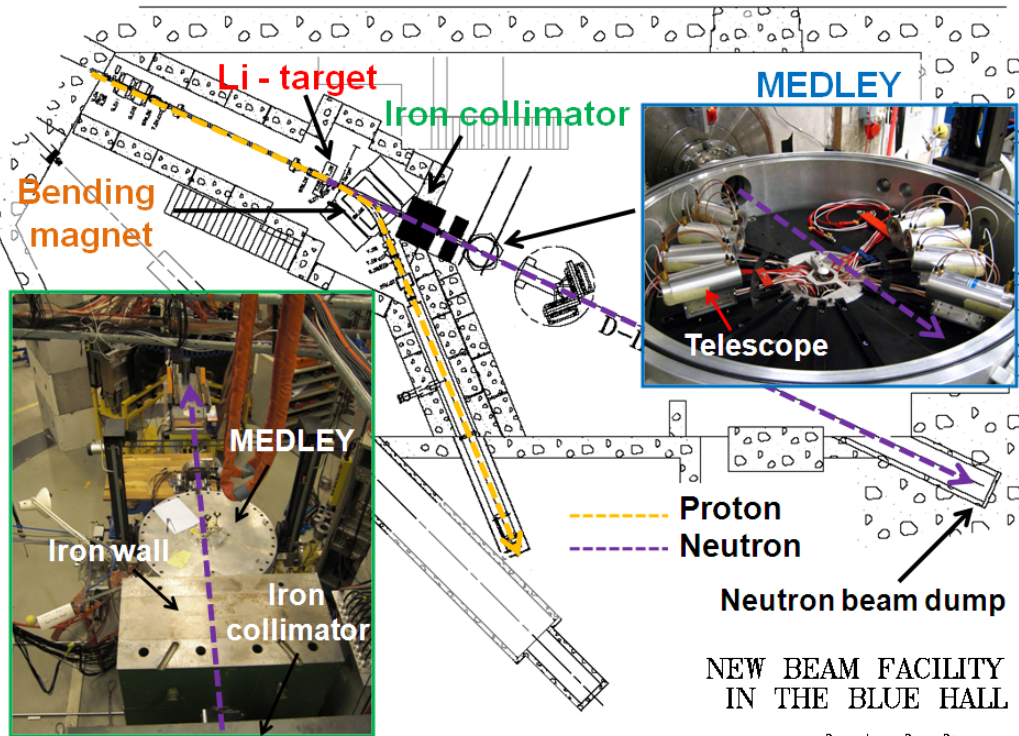 Li - target
MEDLEY
Iron collimator
Bending
magnet
Telescope
MEDLEY
Iron wall
Iron
collimator
Proton
Neutron
Neutron beam dump
NEW BEAM FACILITY
IN THE BLUE HALL